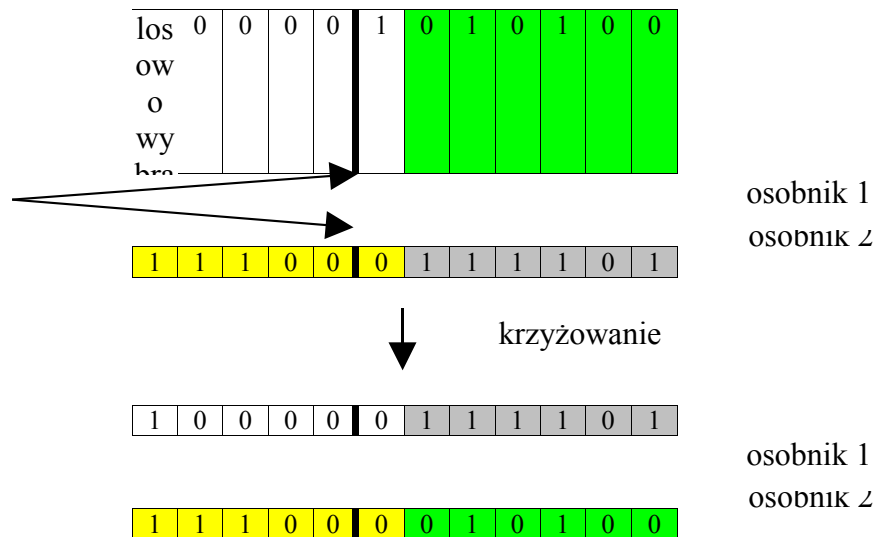 los 0 0 0 0 1 0 1 0 1 0 0
ow
o
wy
bra
osobnik 1
osobnik 2
1 1 1 0 0 0 1 1 1 1 0 1
krzyżowanie
1 0 0 0 0 0 1 1 1 1 0 1
osobnik 1
osobnik 2
1 1 1 0 0 0 0 1 0 1 0 0